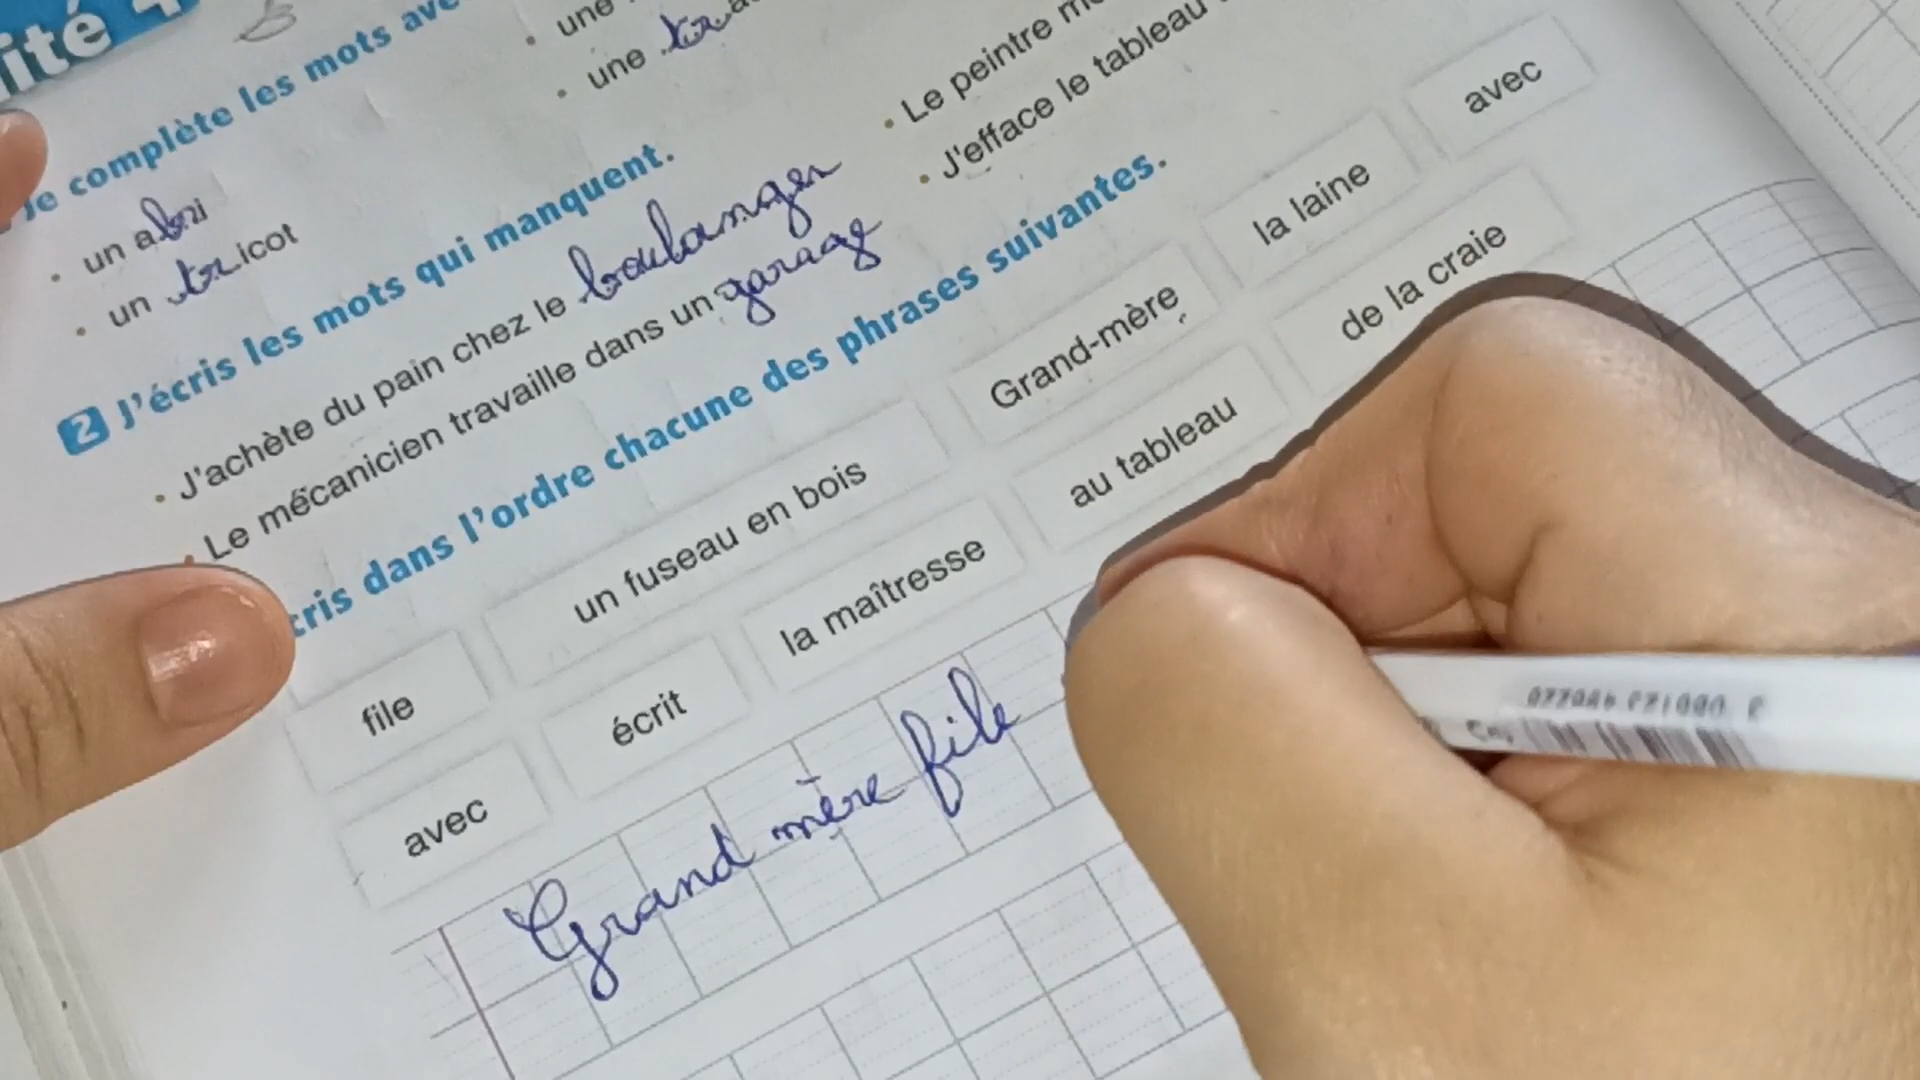 ité 4
Je complète les mots ave
un abri
un tricot
une
une tr
2 J'écris les mots qui manquent.
J'achète du pain chez le boulanger
Le mécanicien travaille dans un garage
Le peintre m
J'efface le tableau
cris dans l'ordre chacune des phrases suivantes.
file
un fuseau en bois
Grand-mère
la laine
avec
avec
écrit
la maîtresse
au tableau
de la craie
Grand mère file